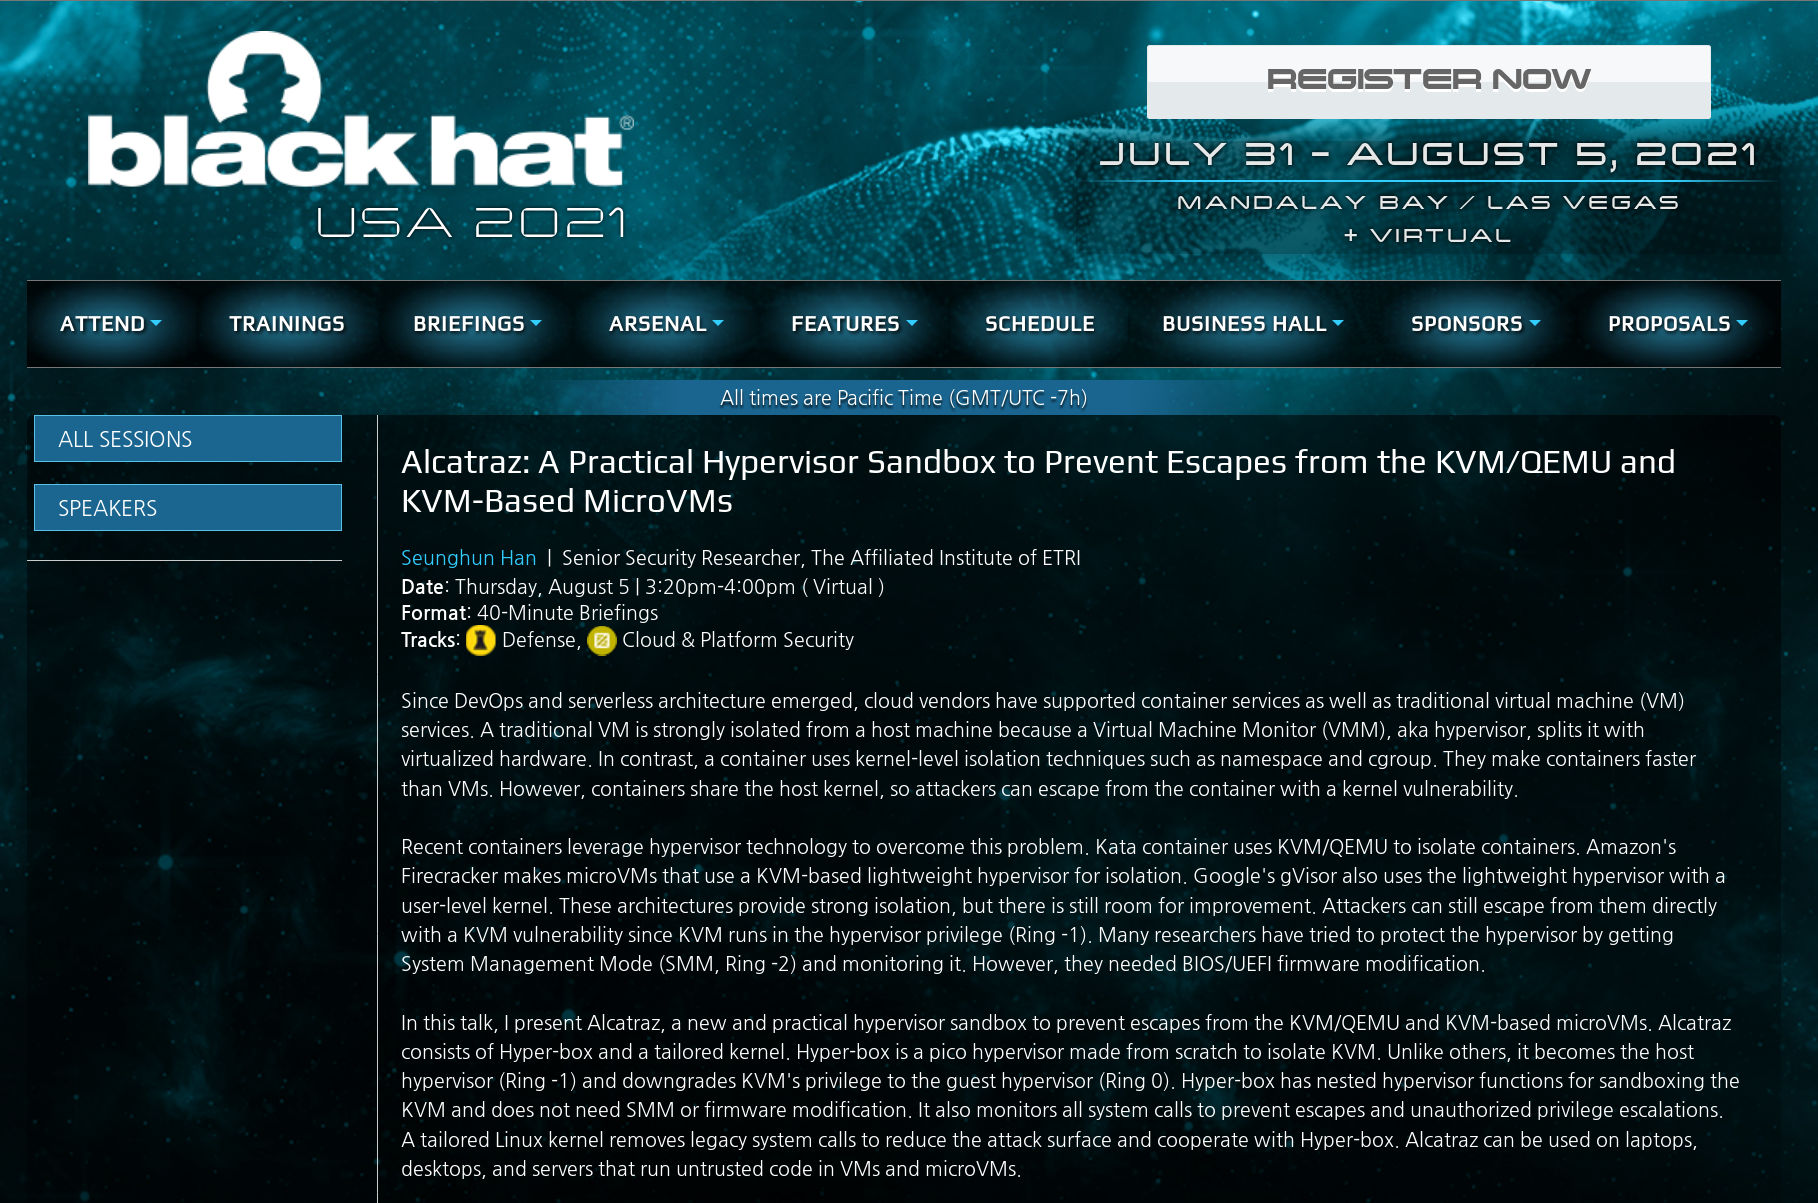 black hat®
USA 2021
REGISTER NOW
JULY 31 - AUGUST 5, 2021
MANDALAY BAY / LAS VEGAS
+ VIRTUAL
ATTEND TRAININGS BRIEFINGS ARSENAL FEATURES SCHEDULE BUSINESS HALL SPONSORS PROPOSALS
All times are Pacific Time (GMT/UTC -7h)
ALL SESSIONS
SPEAKERS
Alcatraz: A Practical Hypervisor Sandbox to Prevent Escapes from the KVM/QEMU and
KVM-Based MicroVMs
Seunghun Han | Senior Security Researcher, The Affiliated Institute of ETRI
Date: Thursday, August 5 | 3:20pm-4:00pm ( Virtual )
Format: 40-Minute Briefings
Tracks: Defense, Cloud & Platform Security
Since DevOps and serverless architecture emerged, cloud vendors have supported container services as well as traditional virtual machine (VM)
services. A traditional VM is strongly isolated from a host machine because a Virtual Machine Monitor (VMM), aka hypervisor, splits it with
virtualized hardware. In contrast, a container uses kernel-level isolation techniques such as namespace and cgroup. They make containers faster
than VMs. However, containers share the host kernel, so attackers can escape from the container with a kernel vulnerability.
Recent containers leverage hypervisor technology to overcome this problem. Kata container uses KVM/QEMU to isolate containers. Amazon's
Firecracker makes microVMs that use a KVM-based lightweight hypervisor for isolation. Google's gVisor also uses the lightweight hypervisor with a
user-level kernel. These architectures provide strong isolation, but there is still room for improvement. Attackers can still escape from them directly
with a KVM vulnerability since KVM runs in the hypervisor privilege (Ring -1). Many researchers have tried to protect the hypervisor by getting
System Management Mode (SMM, Ring -2) and monitoring it. However, they needed BIOS/UEFI firmware modification.
In this talk, I present Alcatraz, a new and practical hypervisor sandbox to prevent escapes from the KVM/QEMU and KVM-based microVMs. Alcatraz
consists of Hyper-box and a tailored kernel. Hyper-box is a pico hypervisor made from scratch to isolate KVM. Unlike others, it becomes the host
hypervisor (Ring -1) and downgrades KVM's privilege to the guest hypervisor (Ring 0). Hyper-box has nested hypervisor functions for sandboxing the
KVM and does not need SMM or firmware modification. It also monitors all system calls to prevent escapes and unauthorized privilege escalations.
A tailored Linux kernel removes legacy system calls to reduce the attack surface and cooperate with Hyper-box. Alcatraz can be used on laptops,
desktops, and servers that run untrusted code in VMs and microVMs.